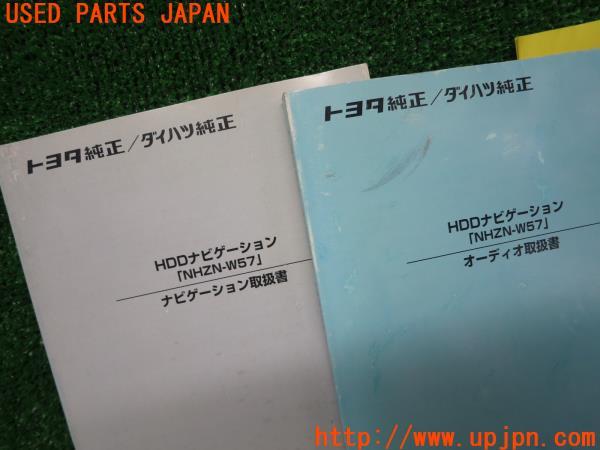 USED PARTS JAPAN
トヨタ純正/ダイハツ純正
HDDナビゲーション
「NHZN-W57」
ナビゲーション取扱書
トヨタ純正/ダイハツ純正
HDDナビゲーション
「NHZN-W57」
オーディオ取扱書
http://www.upjpn.com/